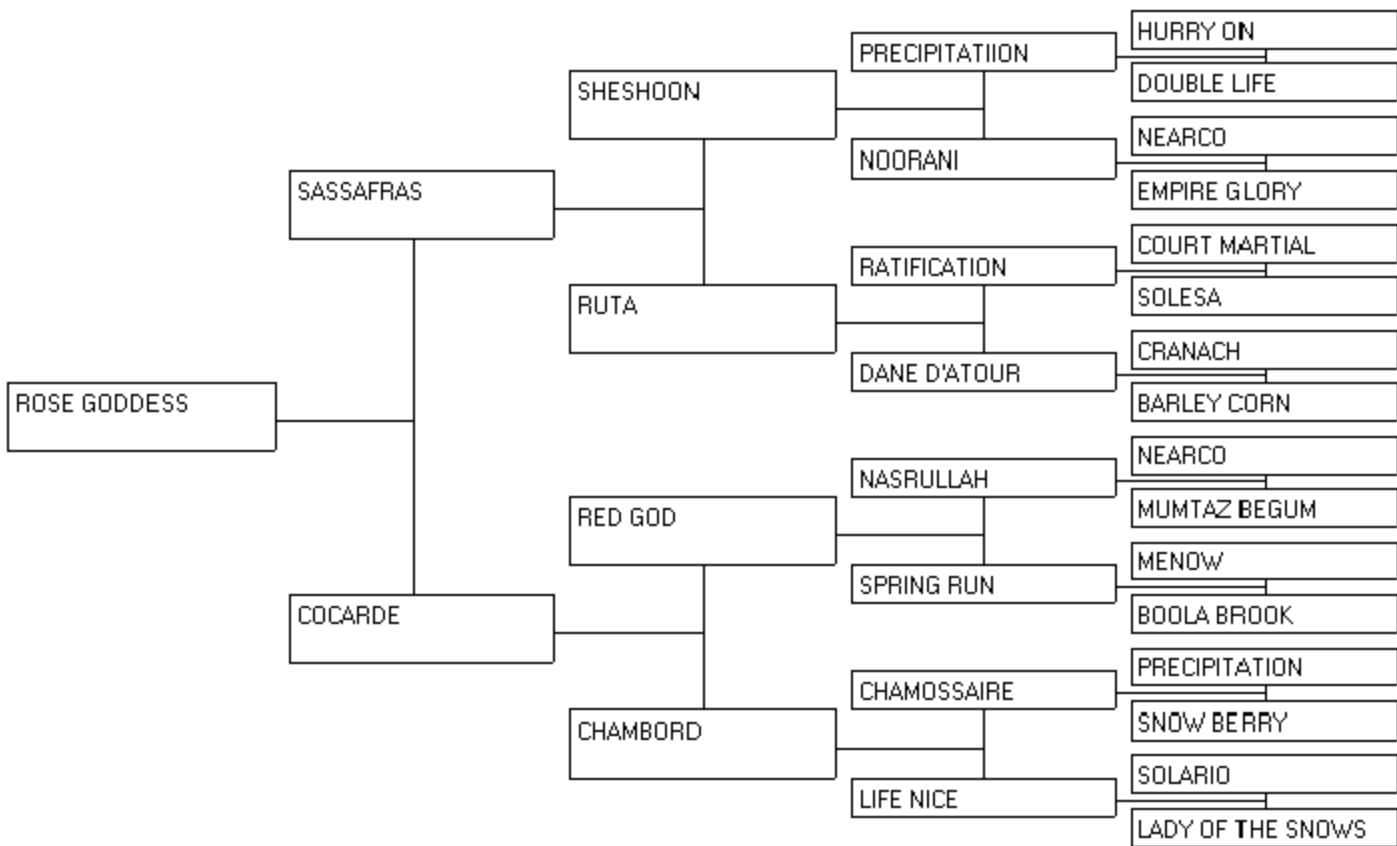 HURRY ON
PRECIPITATIION
DOUBLE LIFE
SHESHOON
NEARCO
NOORANI
EMPIRE GLORY
SASSAFRAS
COURT MARTIAL
RATIFICATION
SOLESA
RUTA
CRANACH
DANE D'ATOUR
BARLEY CORN
ROSE GODDESS
NEARCO
NASRULLAH
MUMTAZ BEGUM
RED GOD
MENOW
SPRING RUN
BOOLA BROOK
COCARDE
PRECIPITATION
CHAMOSSAIRE
SNOW BERRY
CHAMBORD
SOLARIO
LIFE NICE
LADY OF THE SNOWS